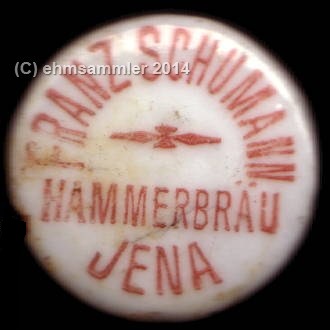 (C) ehmsammler 2014
FRANZ SCHUMANN
HAMMERBRÄU
JENA